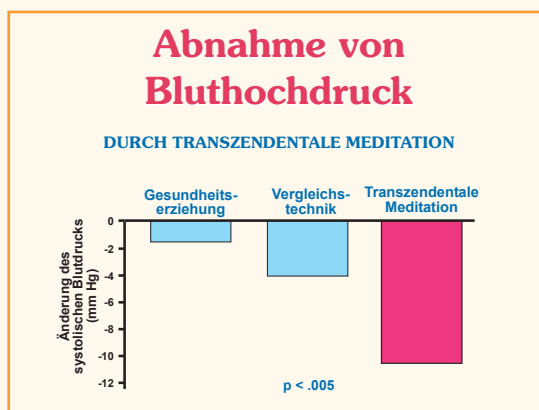 Abnahme von
Bluthochdruck
DURCH TRANSZENDENTALE MEDITATION
Gesundheits-
erziehung
Vergleichs-
technik
Transzendentale
Meditation
Änderung des
systolischen Blutdrucks
(mm Hg)
0
-2
-4
-6
-8
-10
-12
p < .005